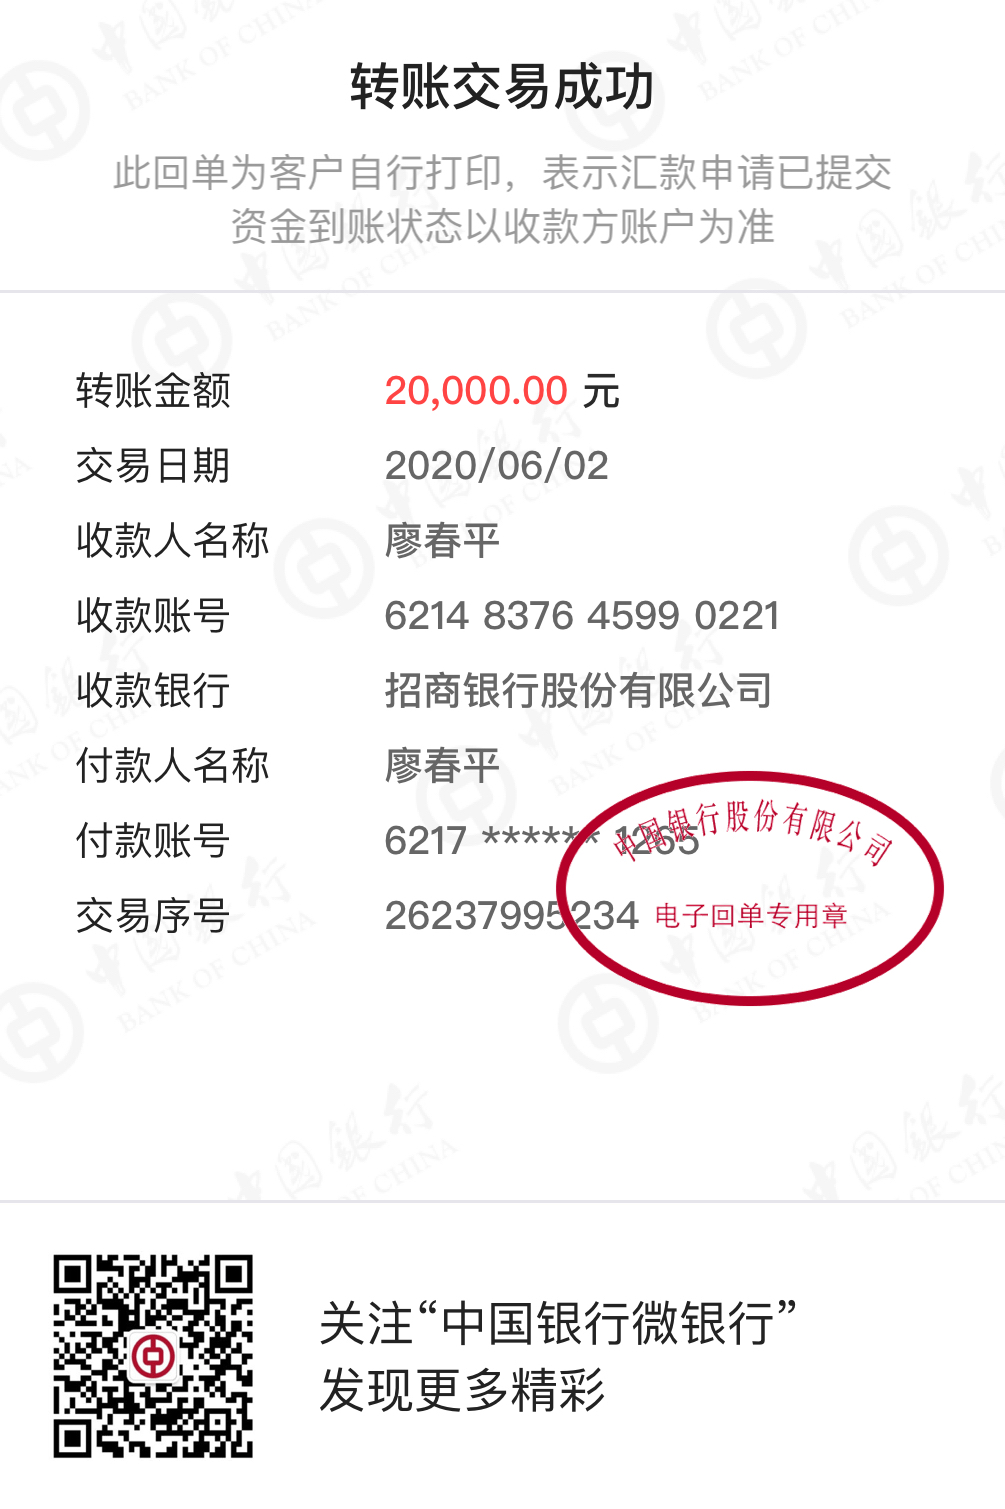 转账交易成功
此回单为客户自行打印，表示汇款申请已提交
资金到账状态以收款方账户为准
转账金额 20,000.00 元
交易日期 2020/06/02
收款人名称 廖春平
收款账号 6214 8376 4599 0221
收款银行 招商银行股份有限公司
付款人名称 廖春平
付款账号 6217 ****** 1265
交易序号 26237995234
中国银行股份有限公司
电子回单专用章
关注“中国银行微银行”
发现更多精彩
中国银行
BANK OF CHINA